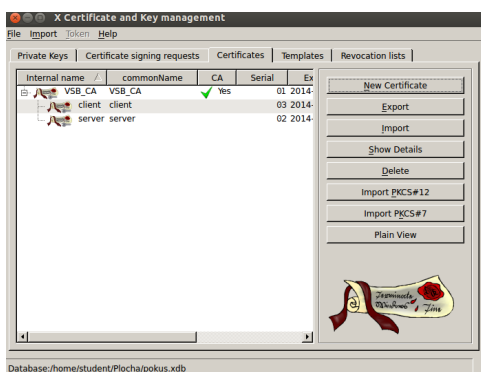 X Certificate and Key management
File Import Token Help
Private Keys Certificate signing requests Certificates Templates Revocation lists
Internal name commonName CA Serial Ex
VSB_CA VSB_CA Yes 01 2014-
client client 03 2014-
server server 02 2014-
New Certificate
Export
Import
Show Details
Delete
Import PKCS#12
Import PKCS#7
Plain View
Database:/home/student/Plocha/pokus.xdb